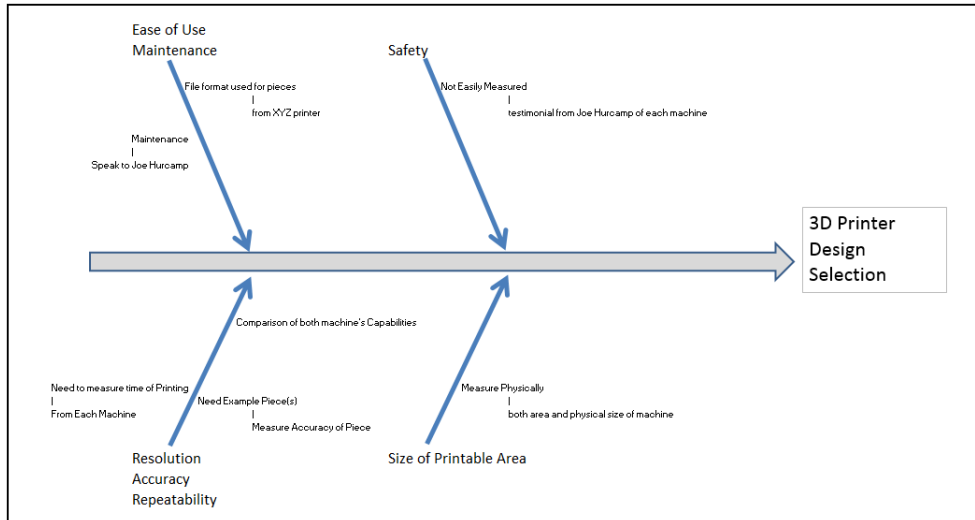 Ease of Use
Maintenance
Safety
File format used for pieces
from XYZ printer
Not Easily Measured
testimonial from Joe Hurcamp of each machine
Maintenance
Speak to Joe Hurcamp
3D Printer
Design
Selection
Comparison of both machine's Capabilities
Need to measure time of Printing
From Each Machine
Need Example Piece(s)
Measure Accuracy of Piece
Measure Physically
both area and physical size of machine
Resolution
Accuracy
Repeatability
Size of Printable Area